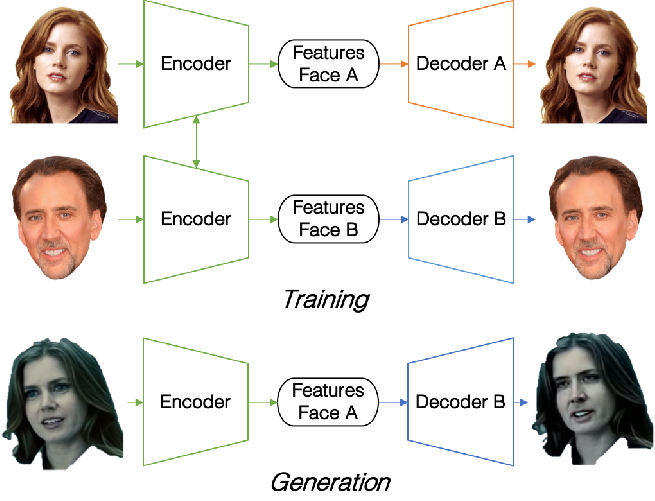 Encoder
Features
Face A
Decoder A
Encoder
Features
Face B
Decoder B
Training
Encoder
Features
Face A
Decoder B
Generation